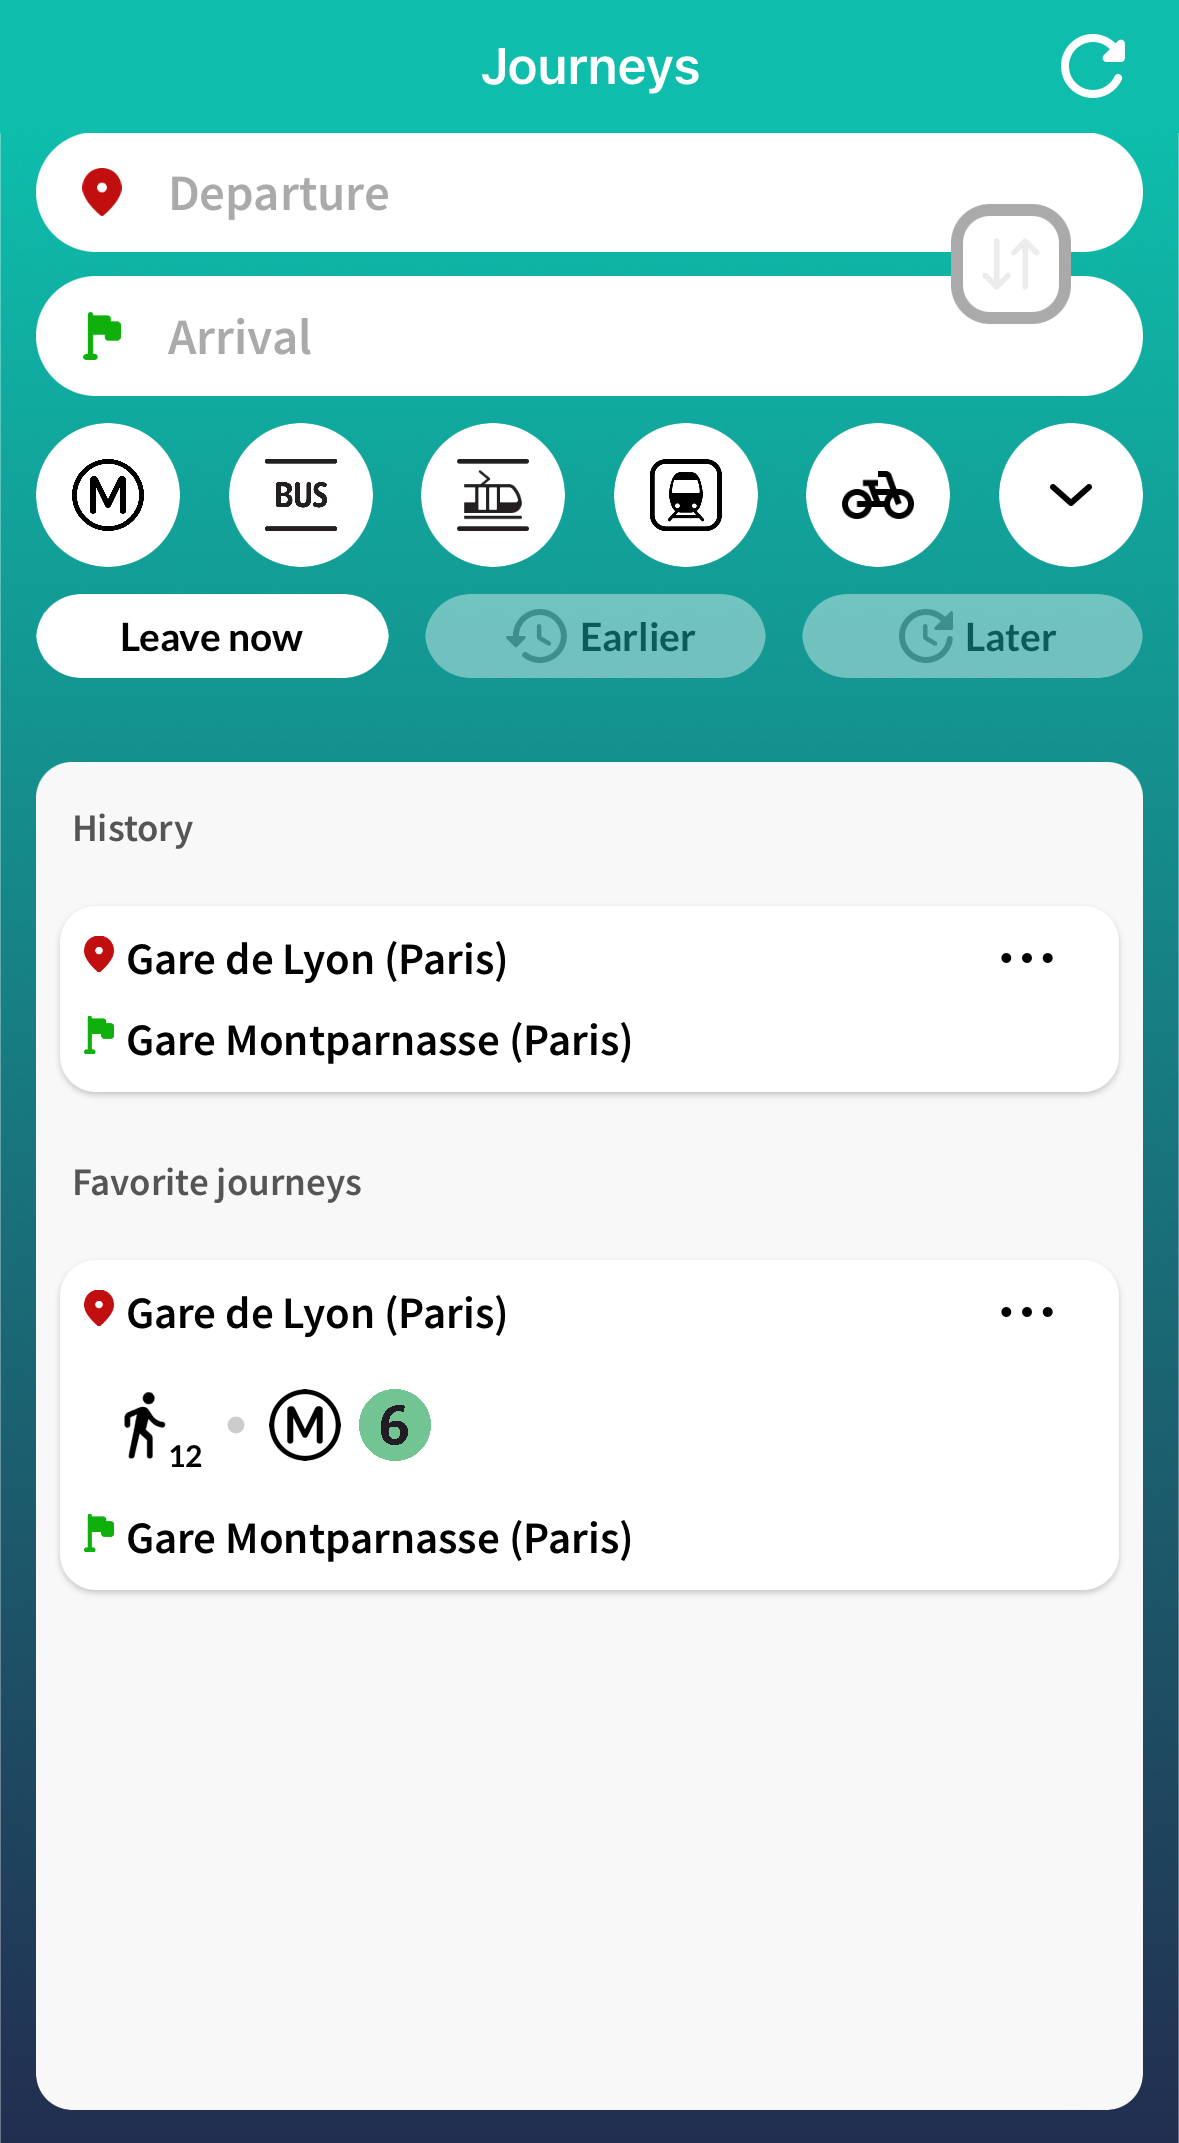 Journeys
Departure
Arrival
M
BUS
Leave now
Earlier
Later
History
Gare de Lyon (Paris)
Gare Montparnasse (Paris)
Favorite journeys
Gare de Lyon (Paris)
12 M 6
Gare Montparnasse (Paris)